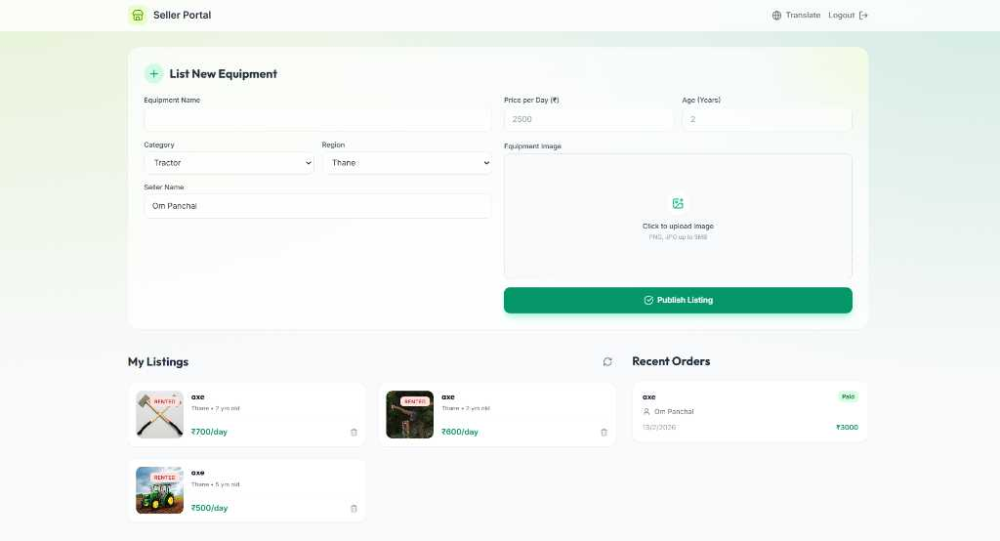 Seller Portal
Translate
Logout
List New Equipment
Equipment Name
Price per Day (₹)
Age (Years)
2500
2
Category
Region
Equipment Image
Tractor
Thane
Seller Name
Om Panchal
Click to upload image
PNG, JPG up to 5MB
Publish Listing
My Listings
Recent Orders
RENTED
axe
Thane • 2 yrs old
₹700/day
RENTED
axe
Thane • 2 yrs old
₹600/day
axe
Paid
Om Panchal
13/2/2026
₹3000
RENTED
axe
Thane • 5 yrs old
₹500/day